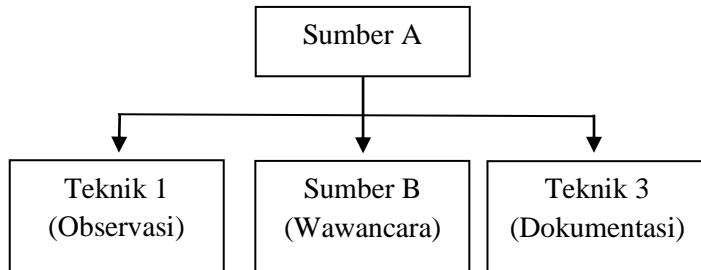 Sumber A
Teknik 1
(Observasi)
Sumber B
(Wawancara)
Teknik 3
(Dokumentasi)